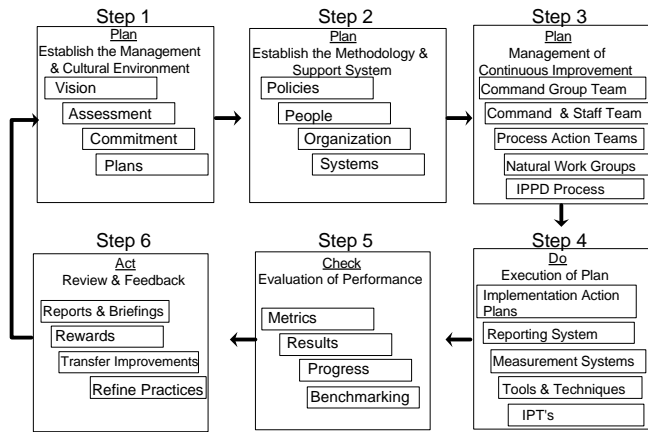 Step 1
Plan
Establish the Management
& Cultural Environment
Vision
Assessment
Commitment
Plans
Step 2
Plan
Establish the Methodology &
Support System
Policies
People
Organization
Systems
Step 3
Plan
Management of
Continuous Improvement
Command Group Team
Command & Staff Team
Process Action Teams
Natural Work Groups
IPPD Process
Step 4
Do
Execution of Plan
Implementation Action
Plans
Reporting System
Measurement Systems
Tools & Techniques
IPT's
Step 5
Check
Evaluation of Performance
Metrics
Results
Progress
Benchmarking
Step 6
Act
Review & Feedback
Reports & Briefings
Rewards
Transfer Improvements
Refine Practices